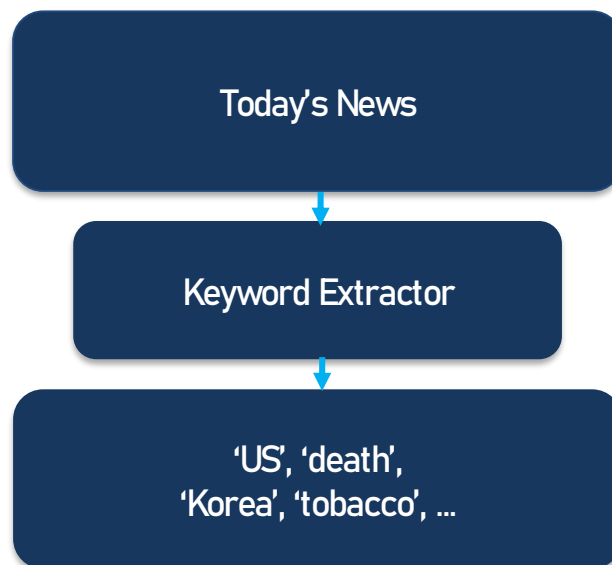 Today’s News
Keyword Extractor
‘US’, ‘death’,
‘Korea’, ‘tobacco’, ...